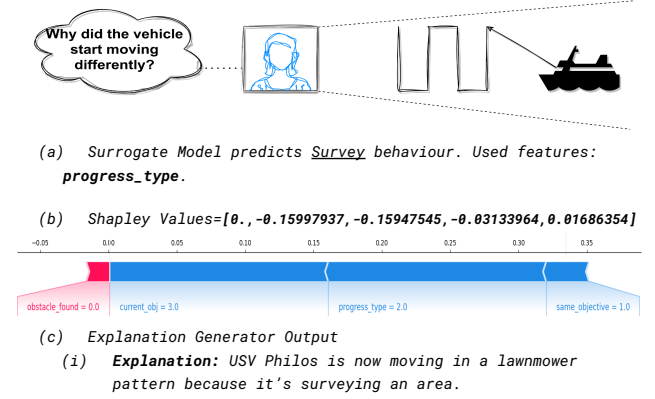 Why did the vehicle
start moving
differently?
(a) Surrogate Model predicts Survey behaviour. Used features:
progress_type.
(b) Shapley Values=[0.,-0.15997937,-0.15947545,-0.03133964,0.01686354]
−0.05 0.00 0.05 0.10 0.15 0.20 0.25 0.30 0.35
obstacle_found = 0.0 current_obj = 3.0 progress_type = 2.0 same_objective = 1.0
(c) Explanation Generator Output
(i) Explanation: USV Philos is now moving in a lawnmower
pattern because it's surveying an area.